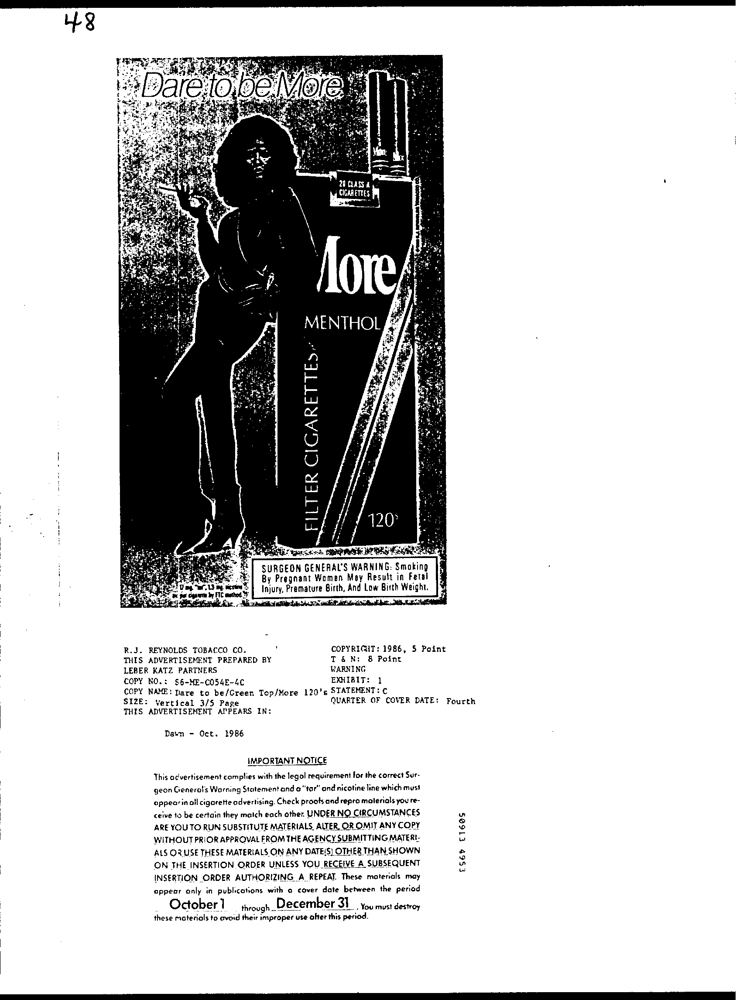 48
Dare to be More
20 CLASS A
CIGARETTES
More
MENTHOL
FILTER CIGARETTES
120's
SURGEON GENERAL'S WARNING: Smoking
By Pregnant Women May Result in Fetal
Injury, Premature Birth, And Low Birth Weight.
mg. "tar", 1.3 mg. nicotine
av. per cigarette by FTC method.
R.J. REYNOLDS TOBACCO CO.
THIS ADVERTISEMENT PREPARED BY
LEBER KATZ PARTNERS
COPY NO.: S6-ME-C054E-4C
COPY NAME: Dare to be/Green Top/More 120's
SIZE: Vertical 3/5 Page
THIS ADVERTISEMENT APPEARS IN:
COPYRIGHT: 1986, 5 Point
T & N: 8 Point
WARNING
EXHIBIT: 1
STATEMENT: C
QUARTER OF COVER DATE: Fourth
Dawn - Oct. 1986
IMPORTANT NOTICE
This advertisement complies with the legal requirement for the correct Sur-
geon General's Warning Statement and a "tar" and nicotine line which must
appear in all cigarette advertising. Check proofs and repro materials you re-
ceive to be certain they match each other. UNDER NO CIRCUMSTANCES
ARE YOU TO RUN SUBSTITUTE MATERIALS, ALTER, OR OMIT ANY COPY
WITHOUT PRIOR APPROVAL FROM THE AGENCY SUBMITTING MATERI-
ALS OR USE THESE MATERIALS ON ANY DATE(S) OTHER THAN SHOWN
ON THE INSERTION ORDER UNLESS YOU RECEIVE A SUBSEQUENT
INSERTION ORDER AUTHORIZING A REPEAT. These materials may
appear only in publications with a cover date between the period
October 1 through December 31. You must destroy
these materials to avoid their improper use after this period.
50913 4953